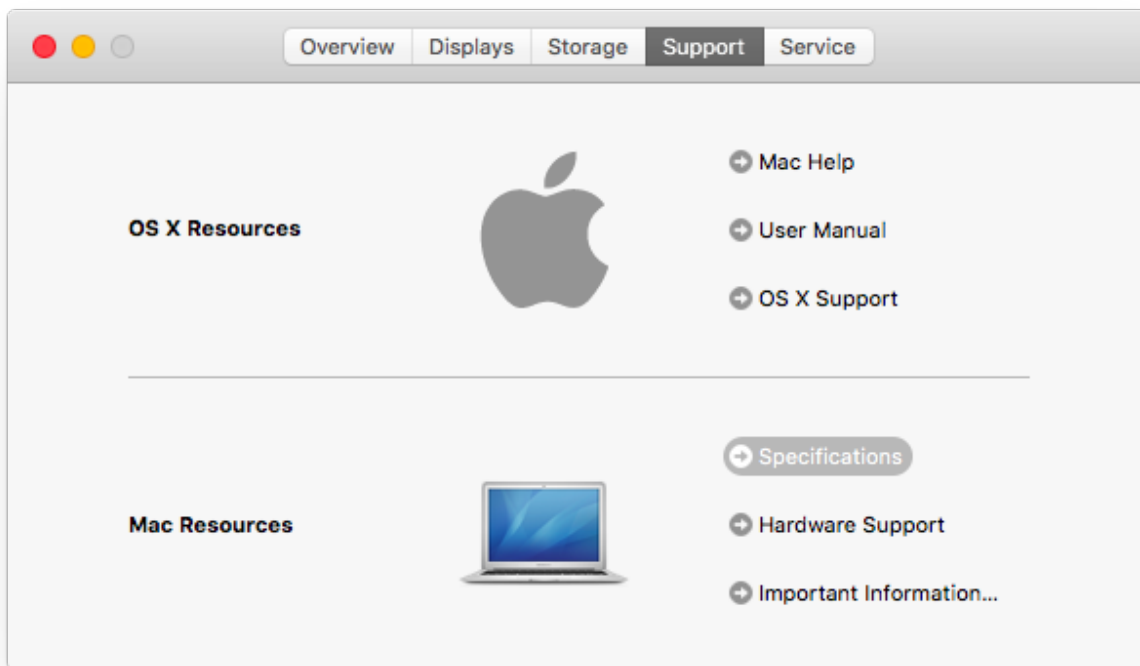 Overview Displays Storage Support Service
Mac Help
OS X Resources
User Manual
OS X Support
Specifications
Mac Resources
Hardware Support
Important Information...